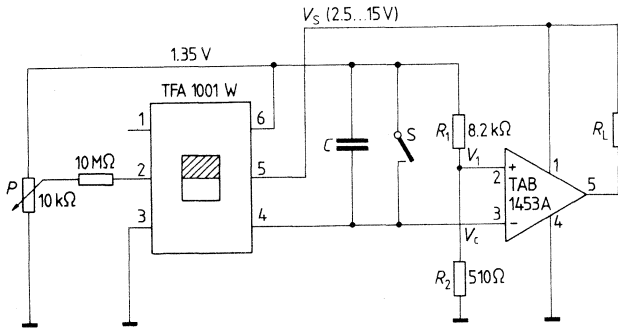 V_S (2.5...15 V)
1.35 V
TFA 1001 W
1
6
10 MΩ
2
5
P
10 kΩ
3
4
C
S
R_1
8.2 kΩ
R_L
V_1
2
+
1
TAB
1453A
5
3
−
4
V_c
R_2
510 Ω